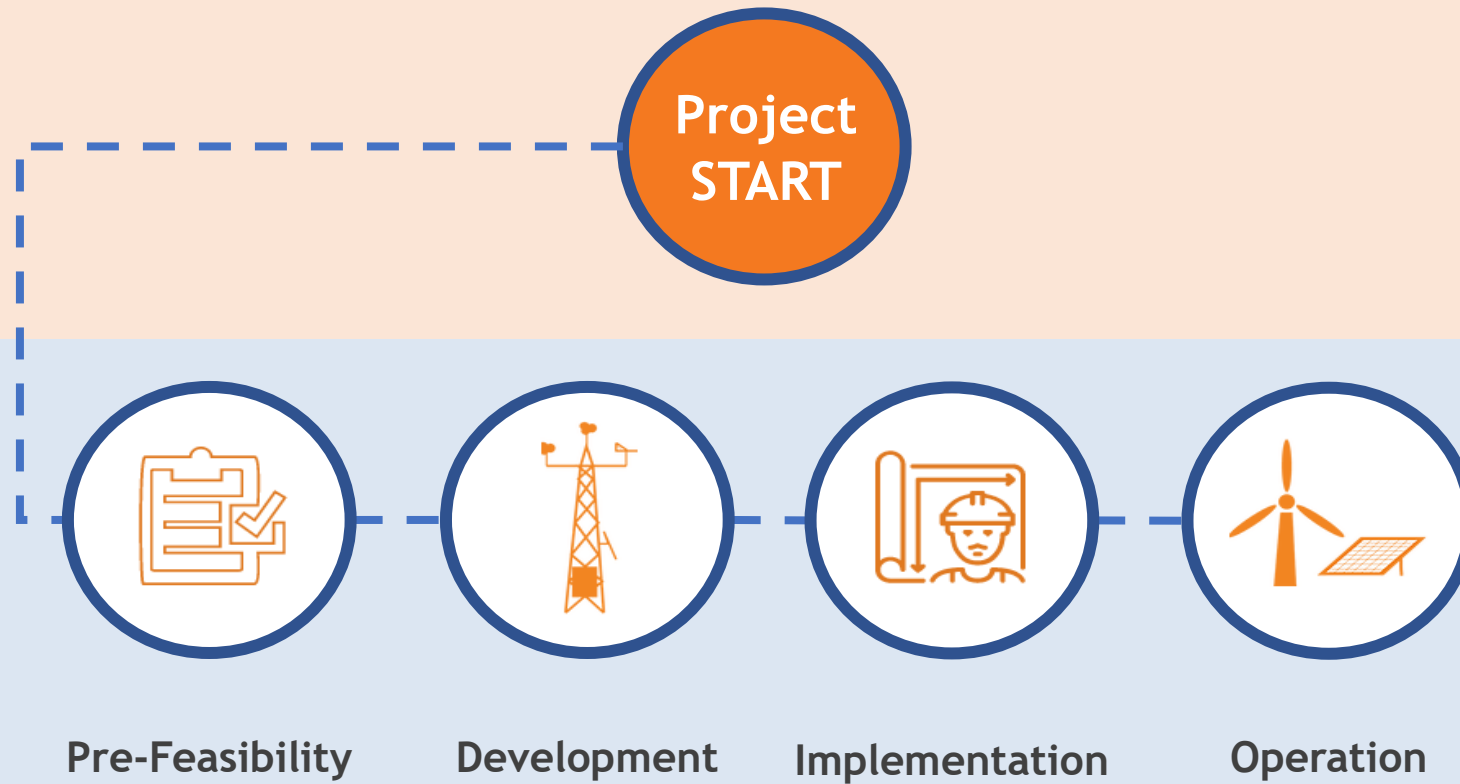 Project
START
Pre-Feasibility
Development
Implementation
Operation